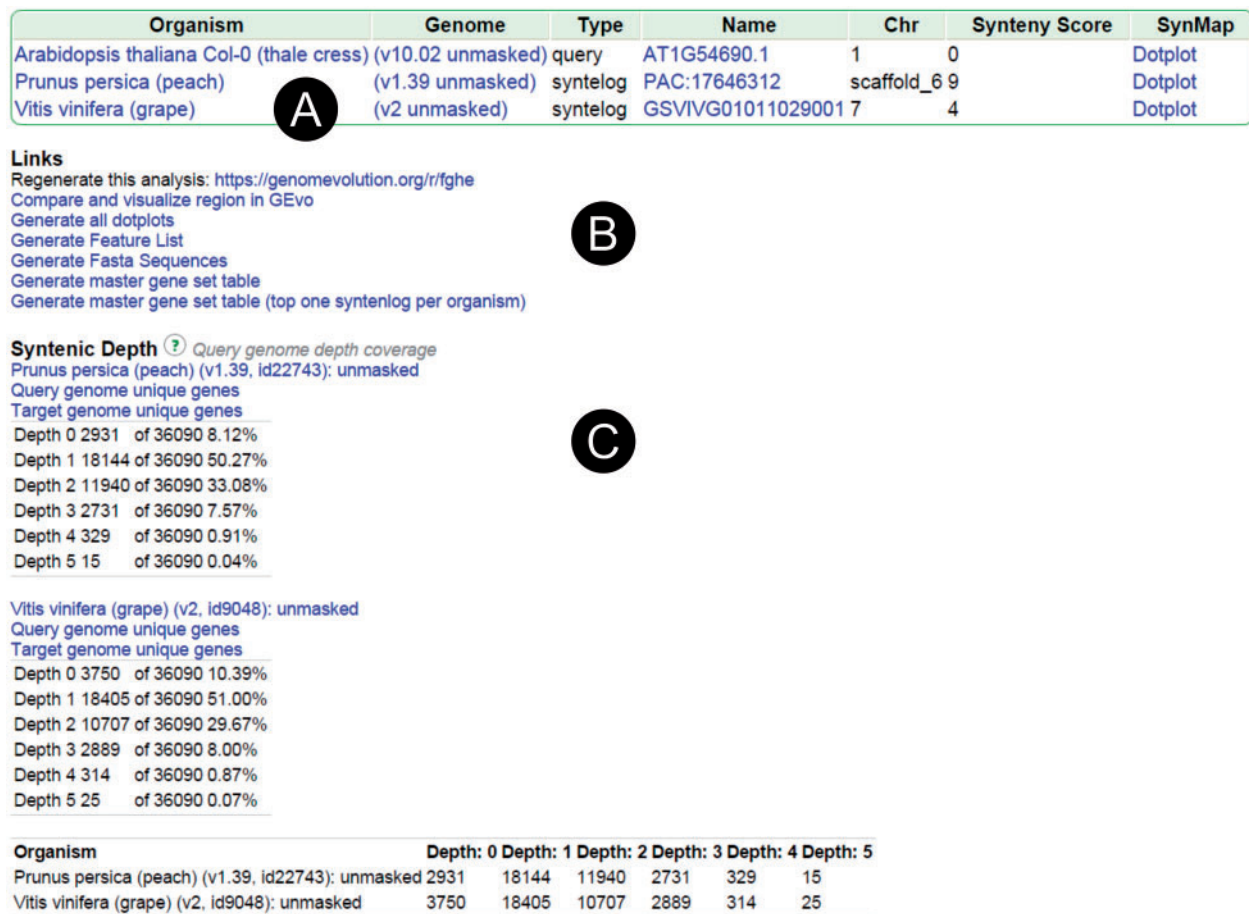 Organism Genome Type Name Chr Synteny Score SynMap
Arabidopsis thaliana Col-0 (thale cress) (v10.02 unmasked) query AT1G54690.1 1 0 Dotplot
Prunus persica (peach) (v1.39 unmasked) syntelog PAC:17646312 scaffold_6 9 Dotplot
Vitis vinifera (grape) (v2 unmasked) syntelog GSVIVG01011029001 7 4 Dotplot
A
Links
Regenerate this analysis: https://genomevolution.org/r/fghe
Compare and visualize region in GEvo
Generate all dotplots
B
Generate Feature List
Generate Fasta Sequences
Generate master gene set table
Generate master gene set table (top one syntenlog per organism)
Syntenic Depth ? Query genome depth coverage
Prunus persica (peach) (v1.39, id22743): unmasked
Query genome unique genes
Target genome unique genes
Depth 0 2931 of 36090 8.12%
C
Depth 1 18144 of 36090 50.27%
Depth 2 11940 of 36090 33.08%
Depth 3 2731 of 36090 7.57%
Depth 4 329 of 36090 0.91%
Depth 5 15 of 36090 0.04%
Vitis vinifera (grape) (v2, id9048): unmasked
Query genome unique genes
Target genome unique genes
Depth 0 3750 of 36090 10.39%
Depth 1 18405 of 36090 51.00%
Depth 2 10707 of 36090 29.67%
Depth 3 2889 of 36090 8.00%
Depth 4 314 of 36090 0.87%
Depth 5 25 of 36090 0.07%
Organism Depth: 0 Depth: 1 Depth: 2 Depth: 3 Depth: 4 Depth: 5
Prunus persica (peach) (v1.39, id22743): unmasked 2931 18144 11940 2731 329 15
Vitis vinifera (grape) (v2, id9048): unmasked 3750 18405 10707 2889 314 25